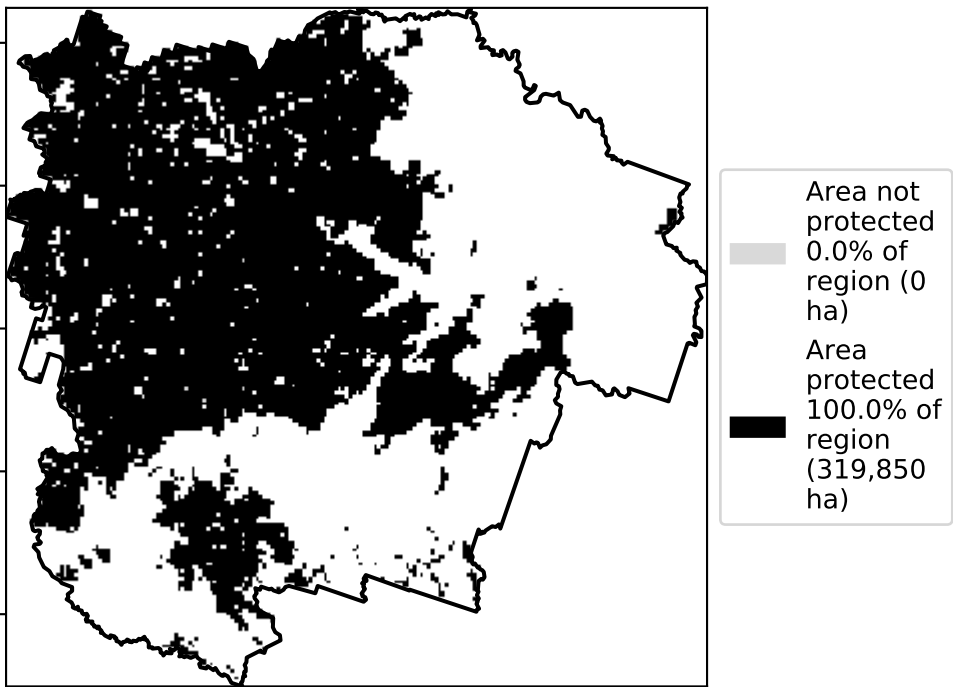 Area not
protected
0.0% of
region (0
ha)
Area
protected
100.0% of
region
(319,850
ha)